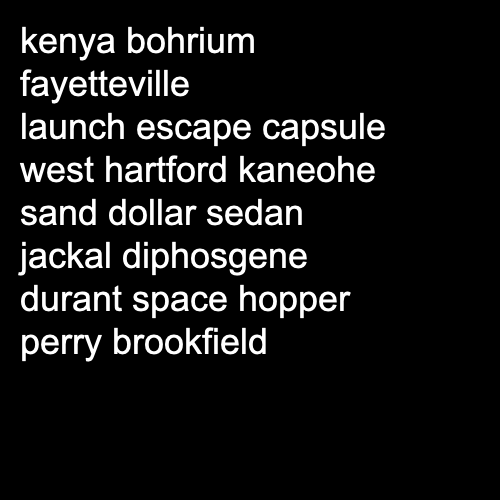 kenya bohrium
fayetteville
launch escape capsule
west hartford kaneohe
sand dollar sedan
jackal diphosgene
durant space hopper
perry brookfield